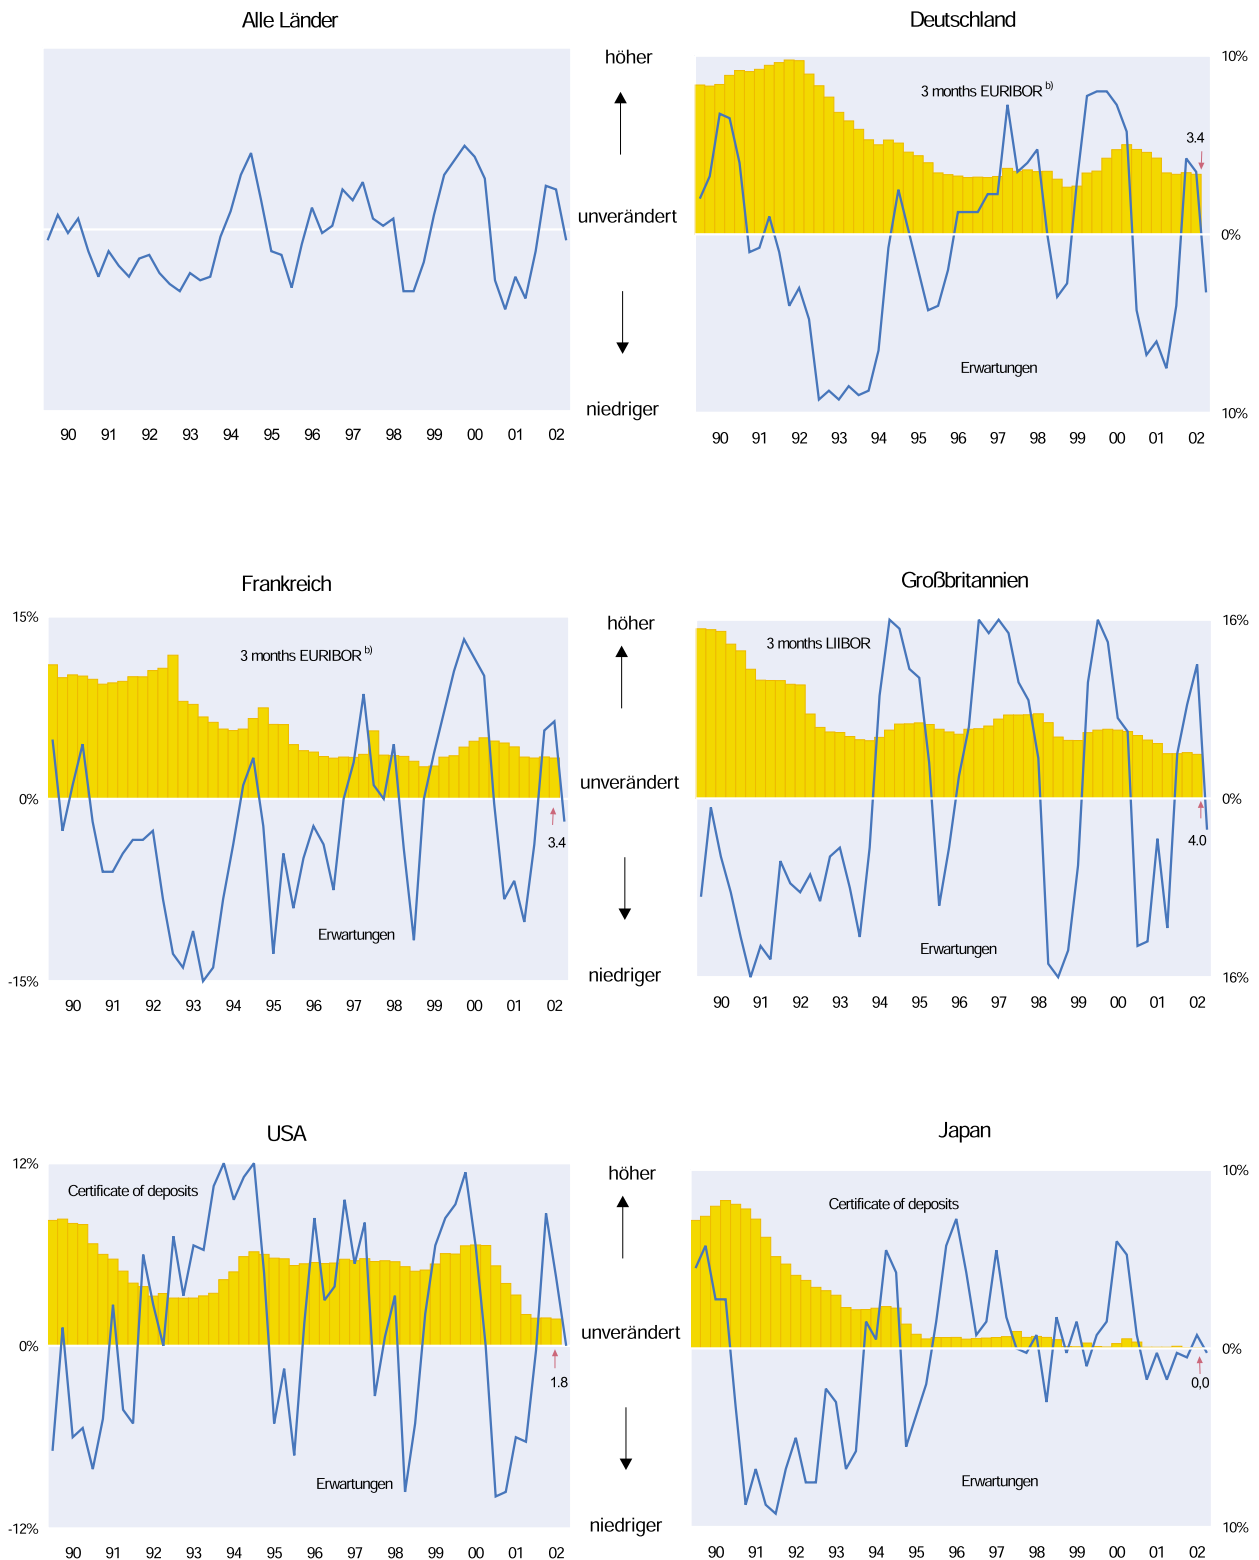 Alle Länder
Deutschland
höher
unverändert
niedriger
90 91 92 93 94 95 96 97 98 99 00 01 02
10%
3 months EURIBOR b)
3.4
0%
Erwartungen
10%
90 91 92 93 94 95 96 97 98 99 00 01 02
Frankreich
Großbritannien
15%
3 months EURIBOR b)
0%
3.4
Erwartungen
-15%
90 91 92 93 94 95 96 97 98 99 00 01 02
höher
unverändert
niedriger
16%
3 months LIIBOR
0%
4.0
Erwartungen
16%
90 91 92 93 94 95 96 97 98 99 00 01 02
USA
Japan
12%
Certificate of deposits
0%
1.8
Erwartungen
-12%
90 91 92 93 94 95 96 97 98 99 00 01 02
höher
unverändert
niedriger
10%
Certificate of deposits
0%
0,0
Erwartungen
10%
90 91 92 93 94 95 96 97 98 99 00 01 02